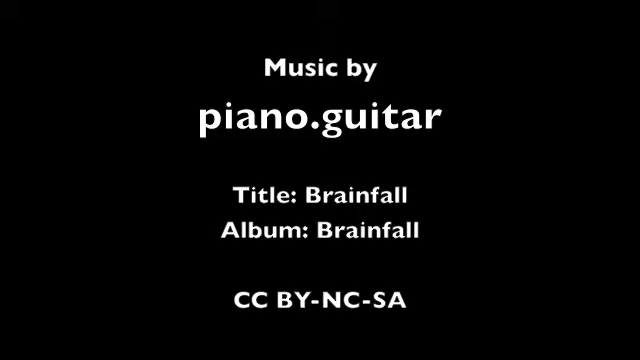 Music by
piano.guitar
Title: Brainfall
Album: Brainfall
CC BY-NC-SA